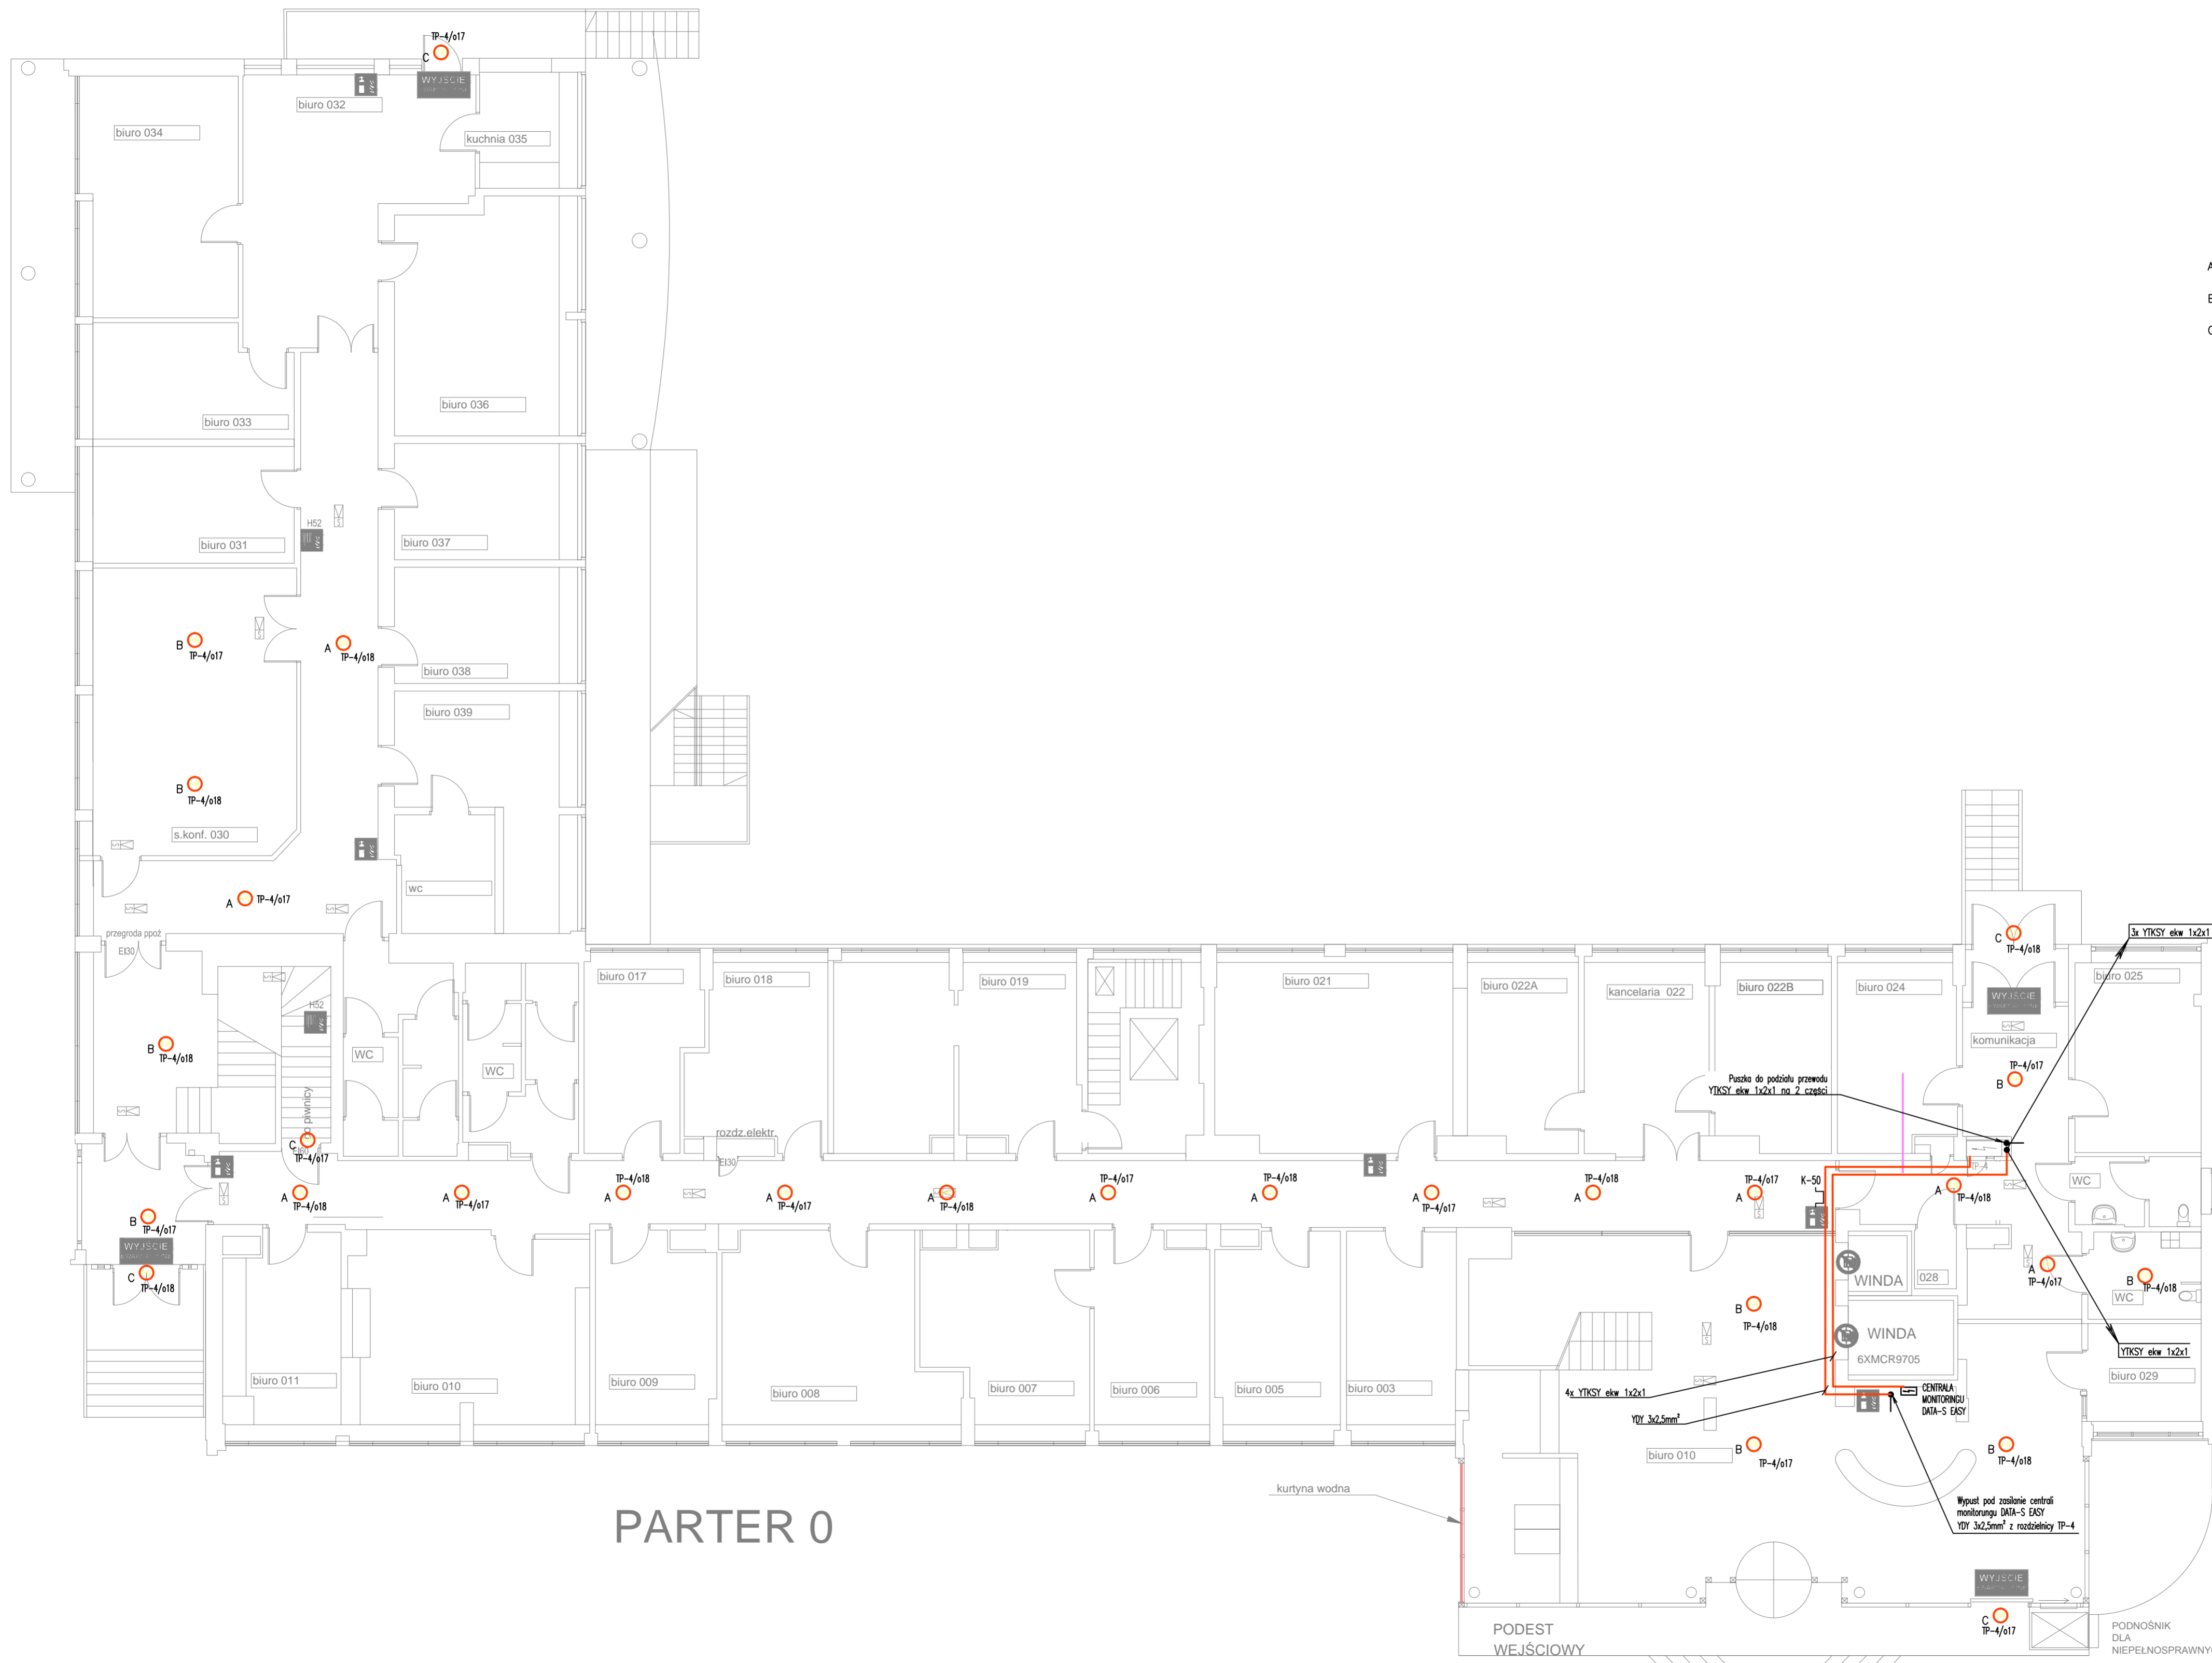 TP-4/o17
C
WYJŚCIE
biuro 032
biuro 034
kuchnia 035
A
B
C
biuro 036
biuro 033
H52
biuro 031
biuro 037
B
TP-4/o17
A
TP-4/o18
biuro 038
biuro 039
B
TP-4/o18
s.konf. 030
wc
A
TP-4/o17
przegroda ppoż
EI30
C
TP-4/o18
3x YTKSY ekw 1x2x1
biuro 017
biuro 018
biuro 019
biuro 021
biuro 022A
kancelaria 022
biuro 022B
biuro 024
biuro 025
WYJŚCIE
H52
komunikacja
B
TP-4/o18
WC
WC
TP-4/o17
B
Puszka do podziału przewodu
YTKSY ekw 1x2x1 na 2 części
piwnicy
C
EI60
TP-4/o17
rozdz.elektr.
EI30
TP-4
WC
A
TP-4/o18
A
TP-4/o17
A
TP-4/o18
A
TP-4/o17
A
TP-4/o18
TP-4/o17
A
TP-4/o18
A
A
TP-4/o17
TP-4/o18
A
TP-4/o17
A
K-50
A
TP-4/o18
B
TP-4/o17
WYJŚCIE
C
TP-4/o18
WINDA
028
A
TP-4/o17
B
TP-4/o18
WC
B
TP-4/o18
WINDA
6XMCR9705
YTKSY ekw 1x2x1
biuro 011
biuro 010
biuro 009
biuro 008
biuro 007
biuro 006
biuro 005
biuro 003
biuro 029
4x YTKSY ekw 1x2x1
YDY 3x2,5mm²
CENTRALA
MONITORINGU
DATA-S EASY
B
TP-4/o17
biuro 010
B
TP-4/o18
kurtyna wodna
PARTER 0
Wypust pod zasilanie centrali
monitorungu DATA-S EASY
YDY 3x2,5mm² z rozdzielnicy TP-4
WYJŚCIE
C
TP-4/o17
PODEST
WEJŚCIOWY
PODNOŚNIK
DLA
NIEPEŁNOSPRAWNY